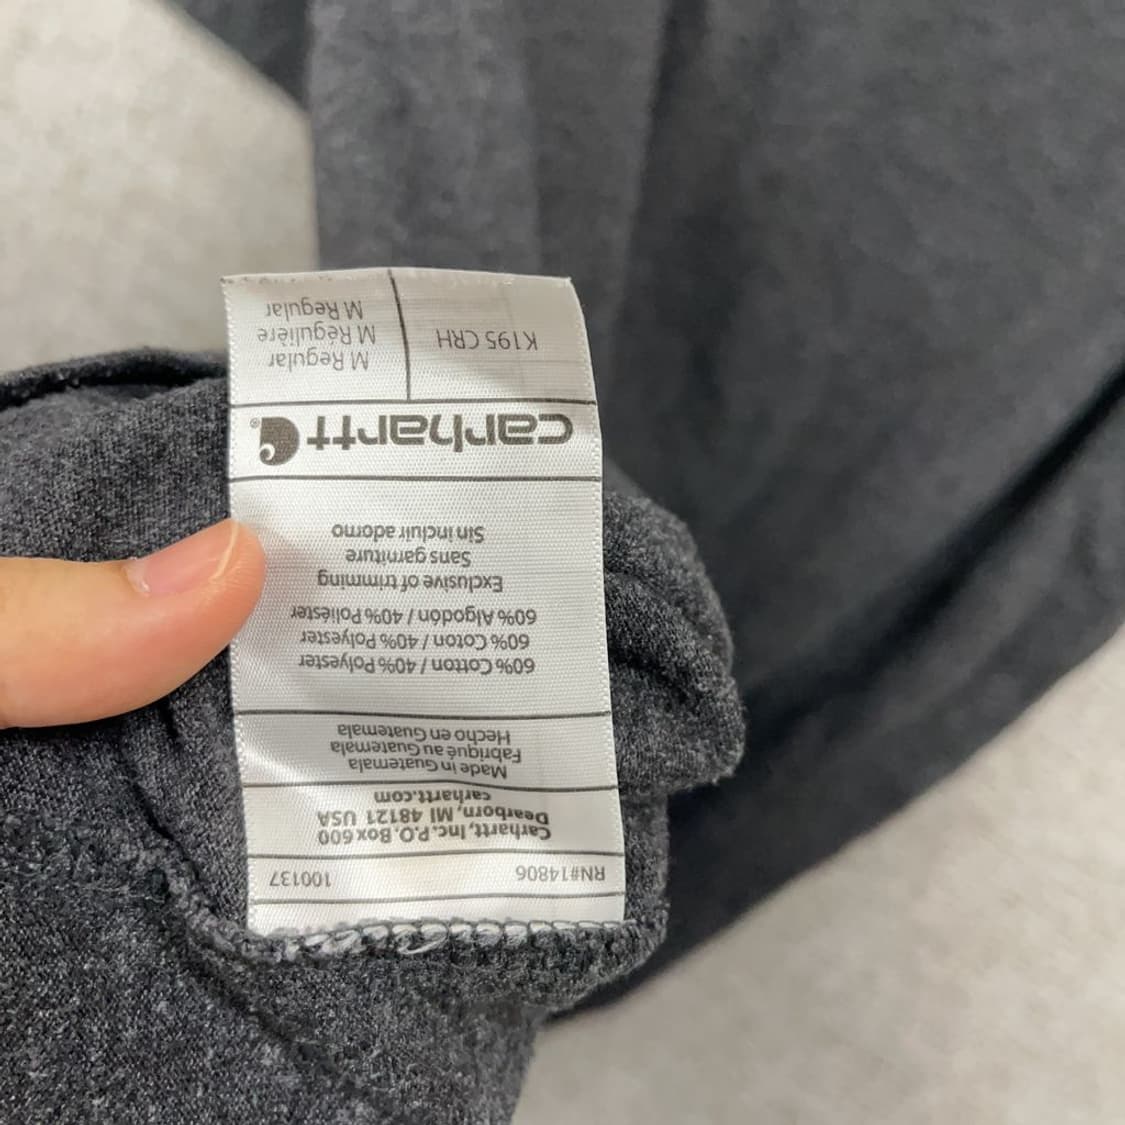 RN#14806 100137
Carhartt, Inc. P.O. Box 600
Dearborn, MI 48121 USA
carhartt.com
Made in Guatemala
Fabriqué au Guatemala
Hecho en Guatemala
60% Cotton / 40% Polyester
60% Coton / 40% Polyester
60% Algodón / 40% Poliéster
Exclusive of trimming
Sans garniture
Sin incluir adorno
carhartt®
K195 CRH
M Regular
M Régulière
M Regular